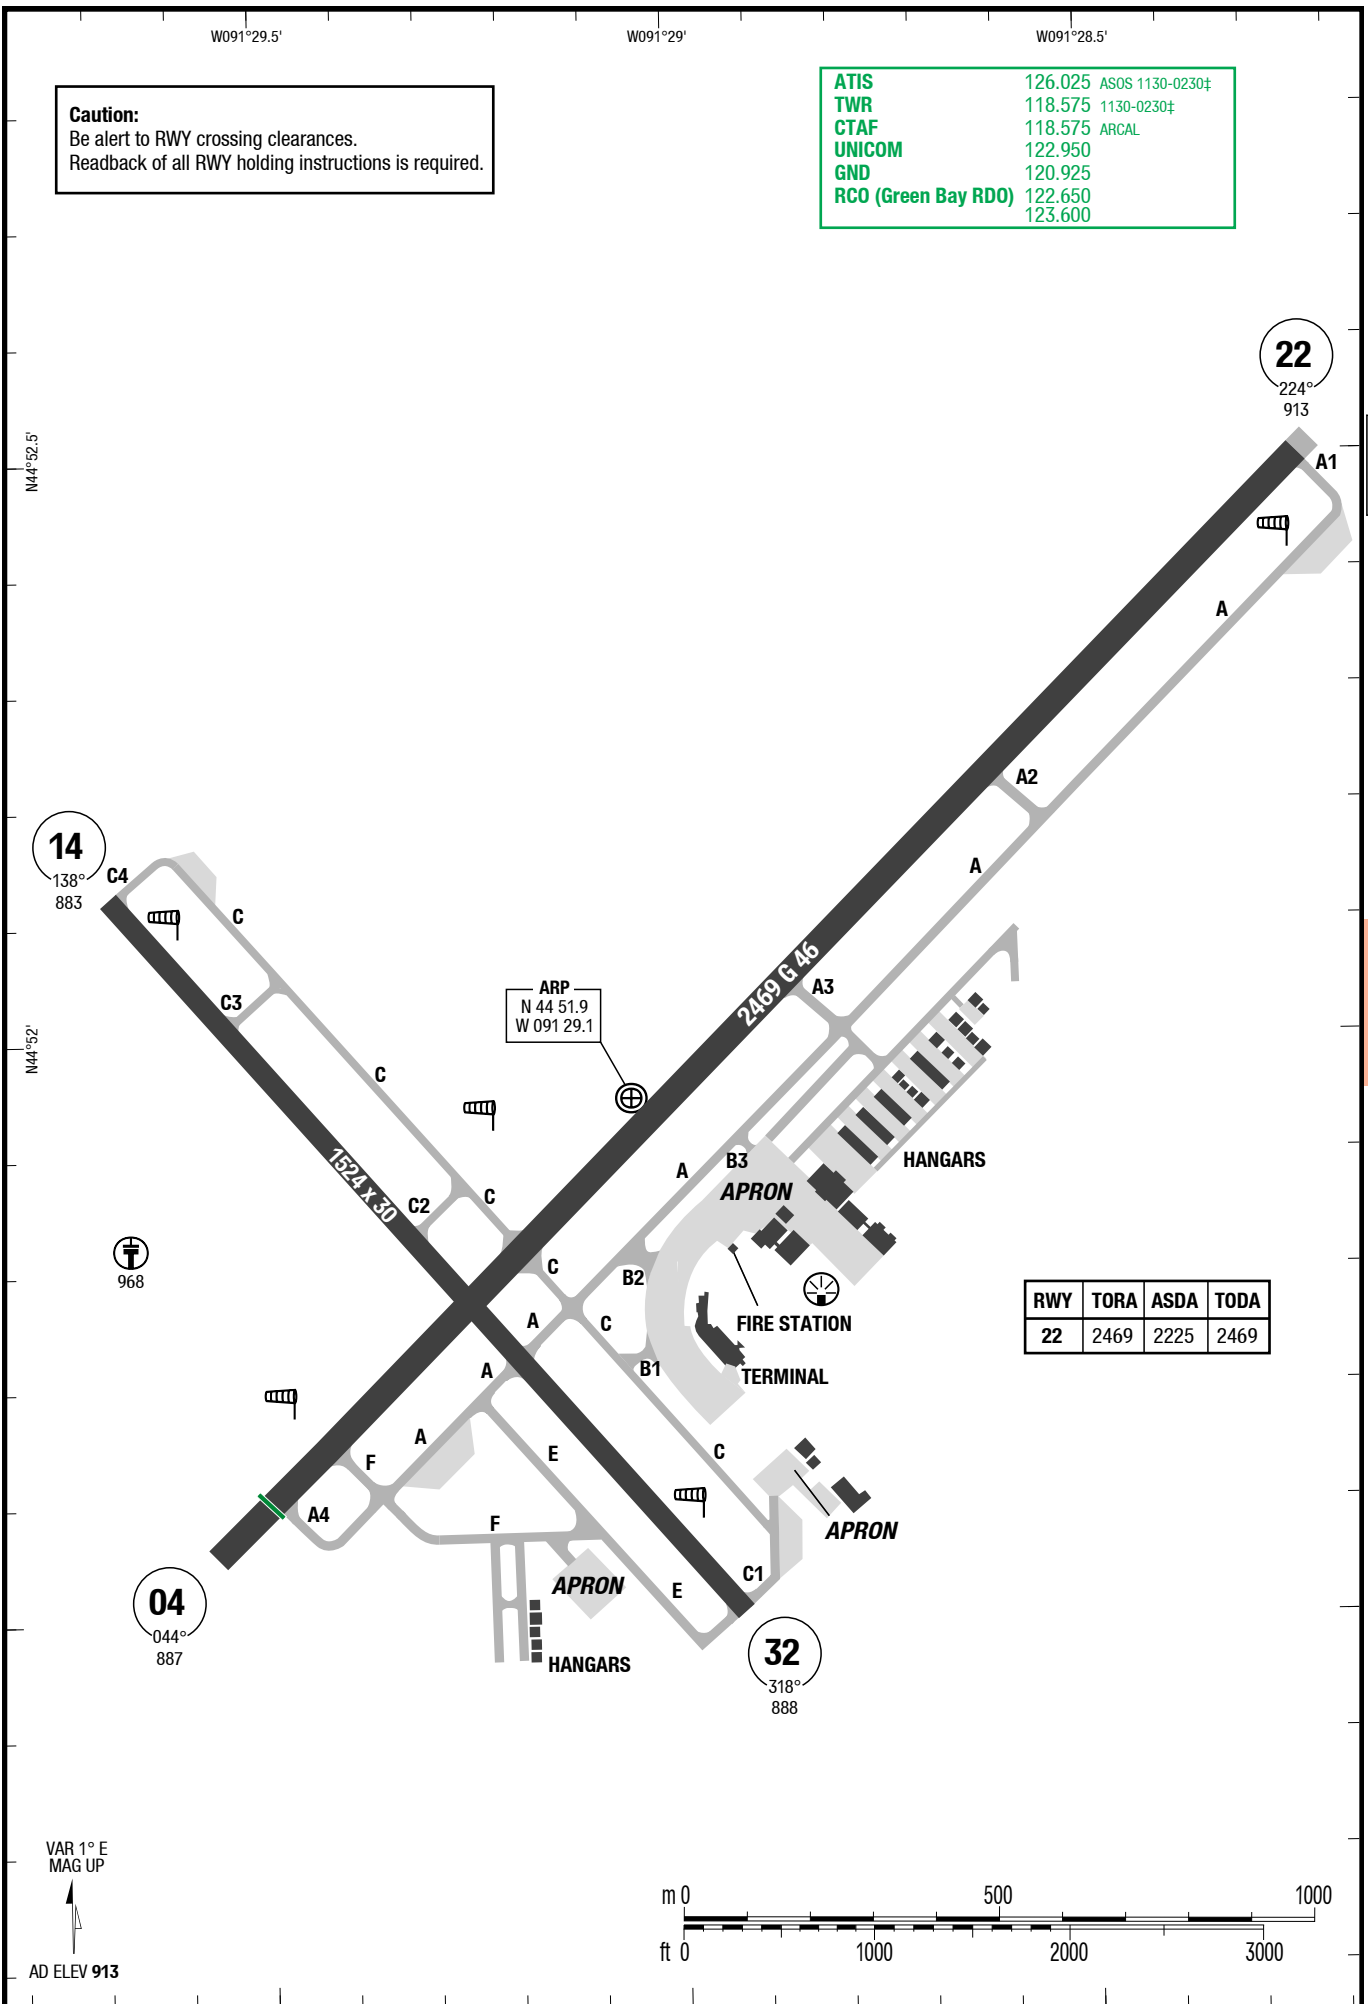 W091°29.5'
W091°29'
W091°28.5'
Caution:
Be alert to RWY crossing clearances.
Readback of all RWY holding instructions is required.
ATIS 126.025 ASOS 1130-0230‡
TWR 118.575 1130-0230‡
CTAF 118.575 ARCAL
UNICOM 122.950
GND 120.925
RCO (Green Bay RDO) 122.650
123.600
22
224°
913
N44°52.5'
A1
A
A2
14
138°
883
C4
C
A
2469 G 46
A3
C3
ARP
N 44 51.9
W 091 29.1
N44°52'
C
1524 x 30
HANGARS
B3
A
APRON
C
C2
968
C
B2
A
C
FIRE STATION
B1
TERMINAL
A
RWY TORA ASDA TODA
22 2469 2225 2469
A
F
E
C
A4
F
APRON
C1
APRON
E
04
044°
887
HANGARS
32
318°
888
VAR 1° E
MAG UP
AD ELEV 913
m 0 500 1000
ft 0 1000 2000 3000